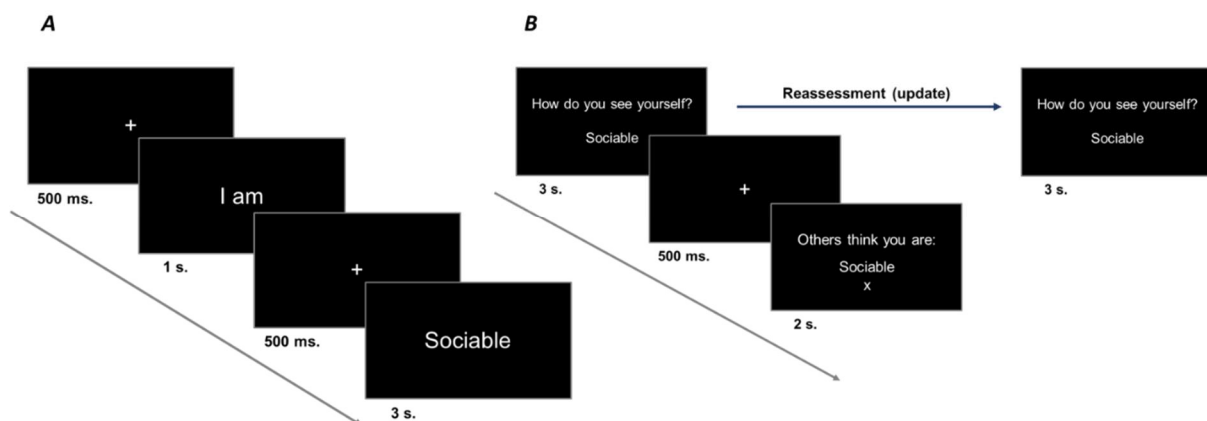 A
+
500 ms.
I am
1 s.
+
500 ms.
Sociable
3 s.
B
How do you see yourself?
Sociable
3 s.
+
500 ms.
Others think you are:
Sociable
x
2 s.
Reassessment (update)
How do you see yourself?
Sociable
3 s.